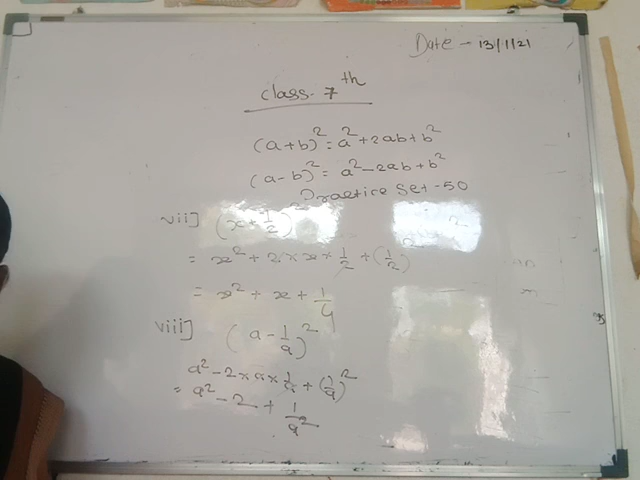 Date - 13/1/21
Class - 7th
(a+b)² = a²+2ab+b²
(a-b)² = a²-2ab+b²
Practice Set-50
vii] (x+1/2)²
= x² + 2×x×1/2 + (1/2)²
= x² + x + 1/4
viii] (a - 1/a)²
a² - 2×a×1/a + (1/a)²
= a² - 2 + 1/a²